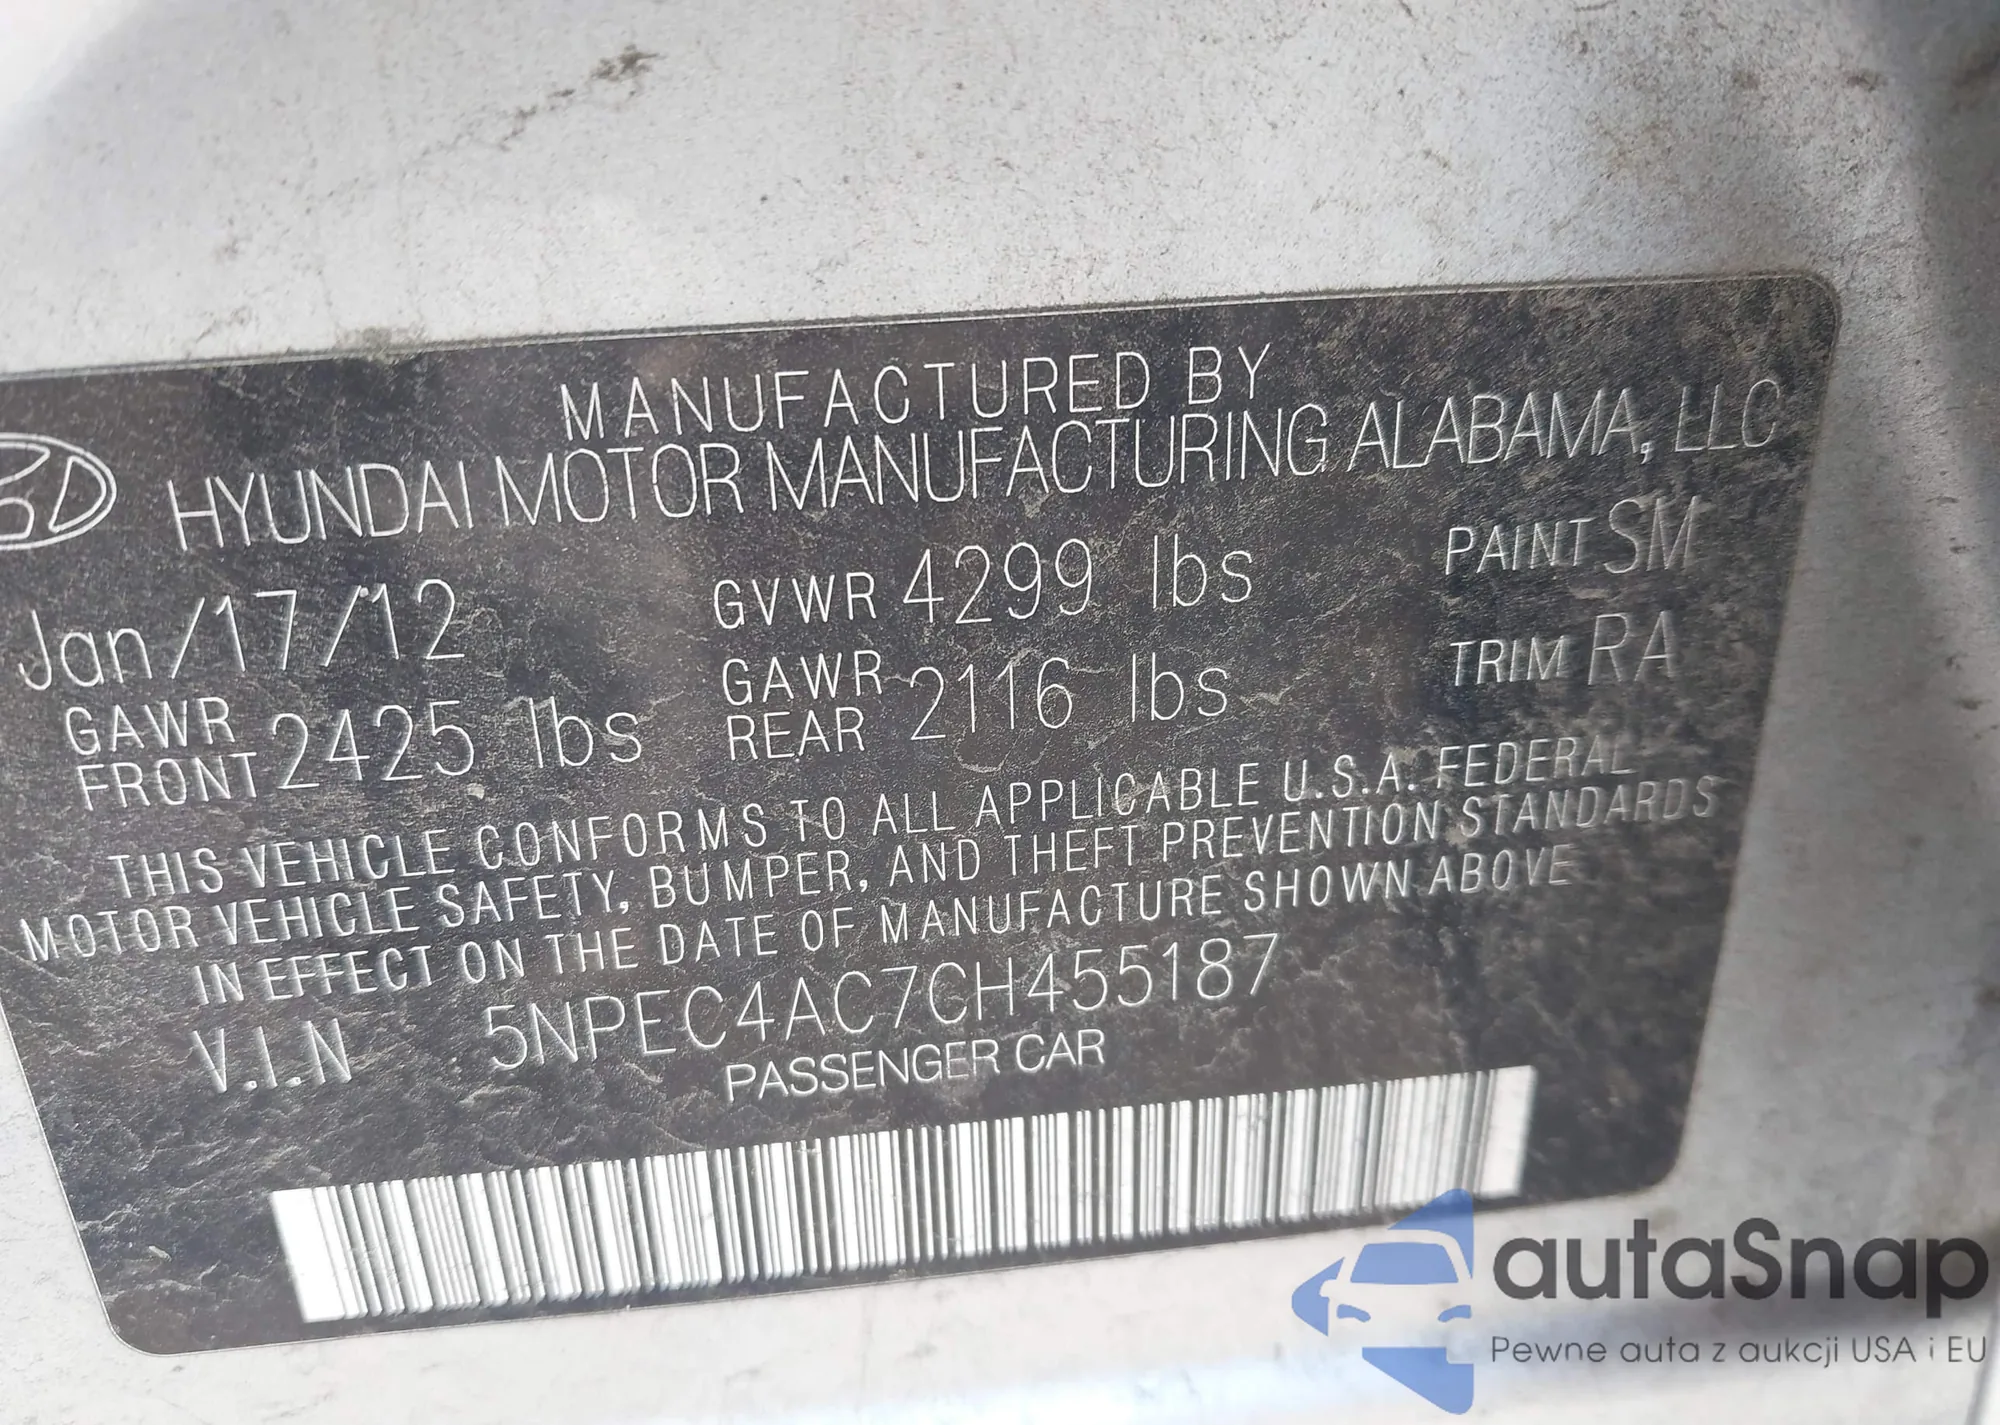 MANUFACTURED BY
HYUNDAI MOTOR MANUFACTURING ALABAMA, LLC
Jan/17/12 GVWR 4299 lbs PAINT SM
GAWR FRONT 2425 lbs GAWR REAR 2116 lbs TRIM RA
THIS VEHICLE CONFORMS TO ALL APPLICABLE U.S.A. FEDERAL
MOTOR VEHICLE SAFETY, BUMPER, AND THEFT PREVENTION STANDARDS
IN EFFECT ON THE DATE OF MANUFACTURE SHOWN ABOVE
V.I.N 5NPEC4AC7CH455187
PASSENGER CAR
autaSnap
Pewne auta z aukcji USA i EU